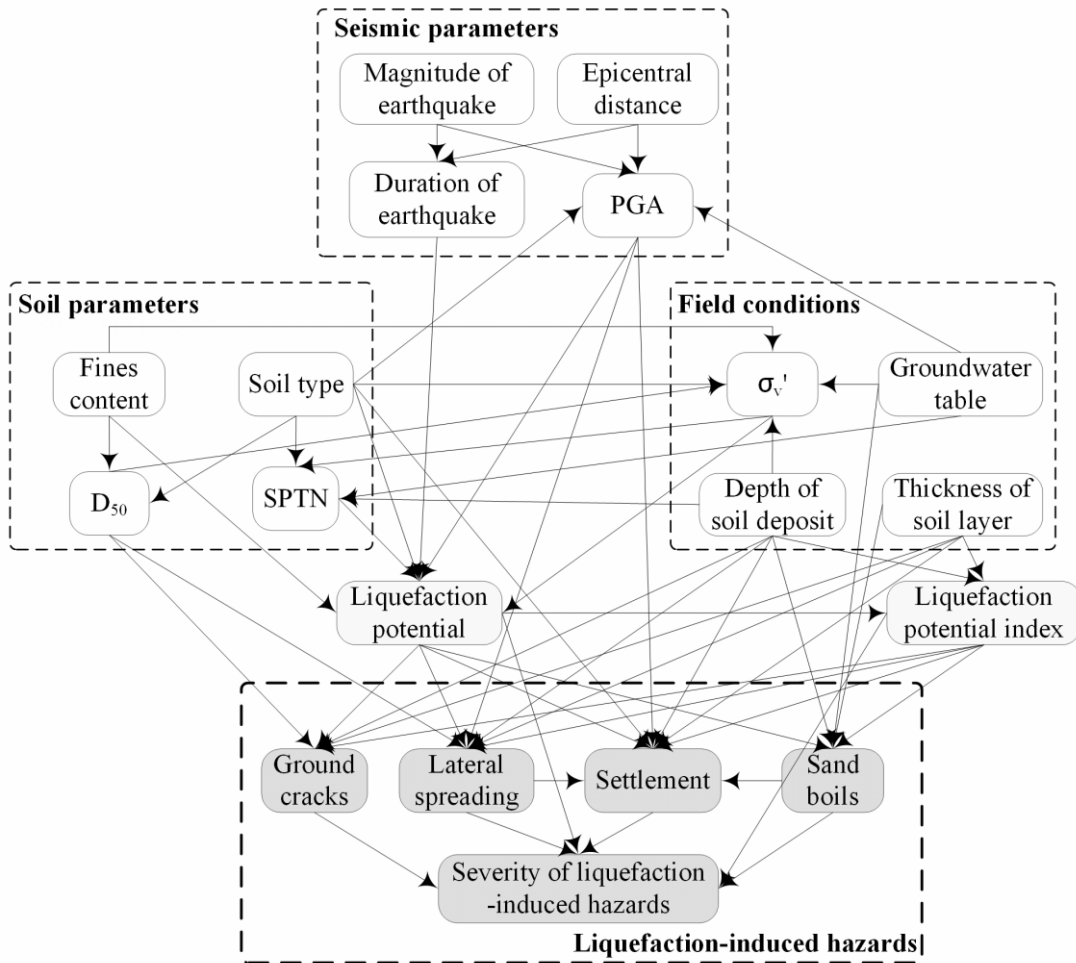 Seismic parameters
Magnitude of
earthquake
Epicentral
distance
Duration of
earthquake
PGA
Soil parameters
Fines
content
Soil type
D₅₀
SPTN
Field conditions
σᵥ'
Groundwater
table
Depth of
soil deposit
Thickness of
soil layer
Liquefaction
potential
Liquefaction
potential index
Ground
cracks
Lateral
spreading
Settlement
Sand
boils
Severity of liquefaction
-induced hazards
Liquefaction-induced hazards